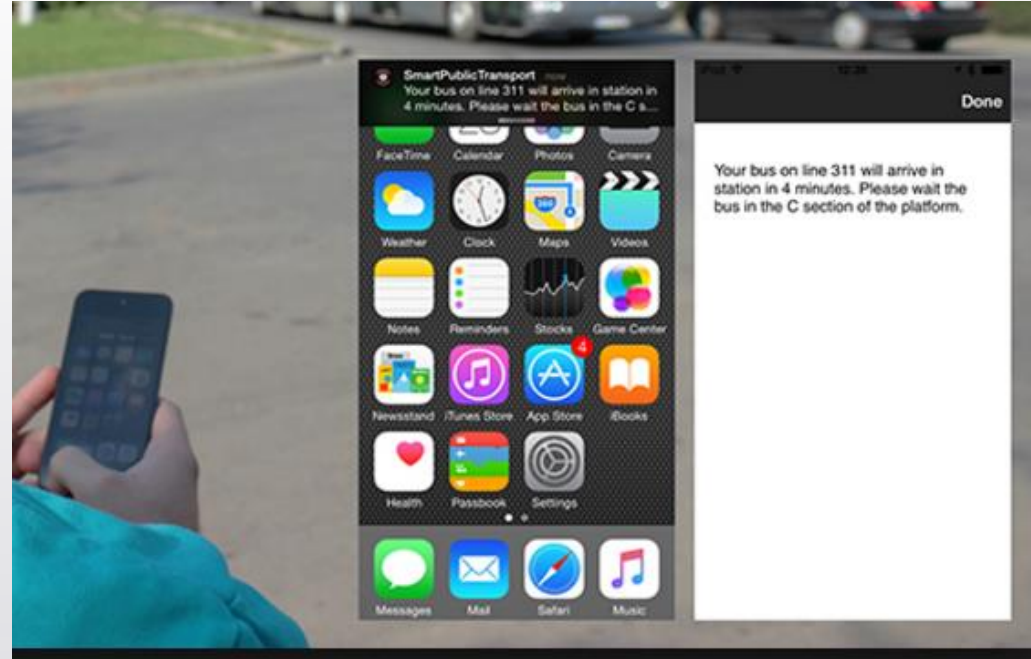 SmartPublicTransport now
Your bus on line 311 will arrive in station in
4 minutes. Please wait the bus in the C s...
FaceTime Calendar Photos Camera
Weather Clock Maps Videos
Notes Reminders Stocks Game Center
4
Newsstand iTunes Store App Store iBooks
Health Passbook Settings
Messages Mail Safari Music
iPod
Done
Your bus on line 311 will arrive in
station in 4 minutes. Please wait the
bus in the C section of the platform.